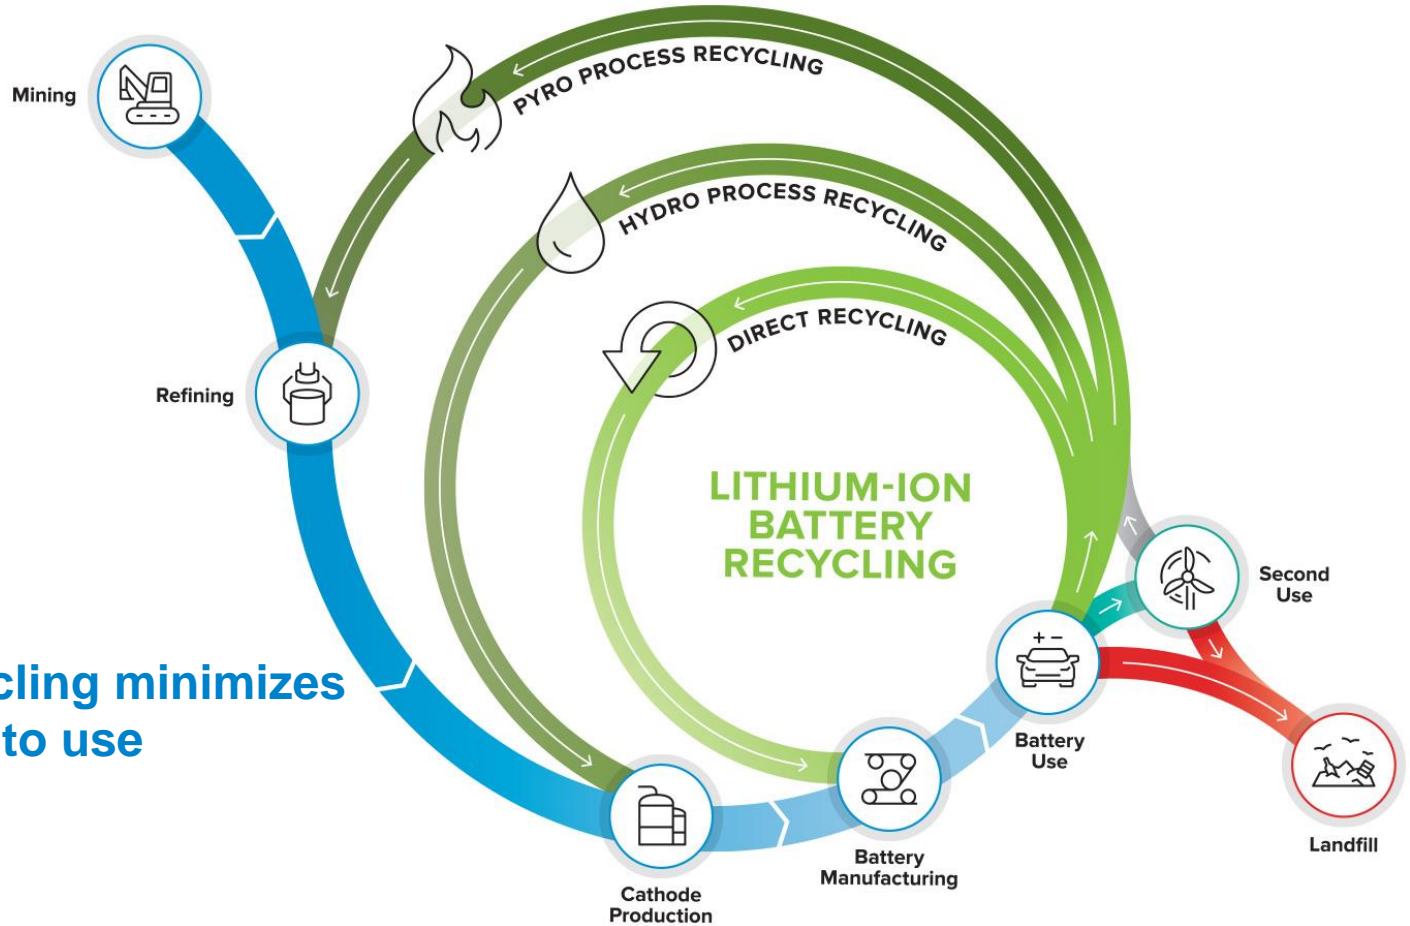 PYRO PROCESS RECYCLING
Mining
HYDRO PROCESS RECYCLING
DIRECT RECYCLING
Refining
LITHIUM-ION
BATTERY
RECYCLING
Second
Use
minimizes
to use
Battery
Use
Landfill
Battery
Manufacturing
Cathode
Production
+ −